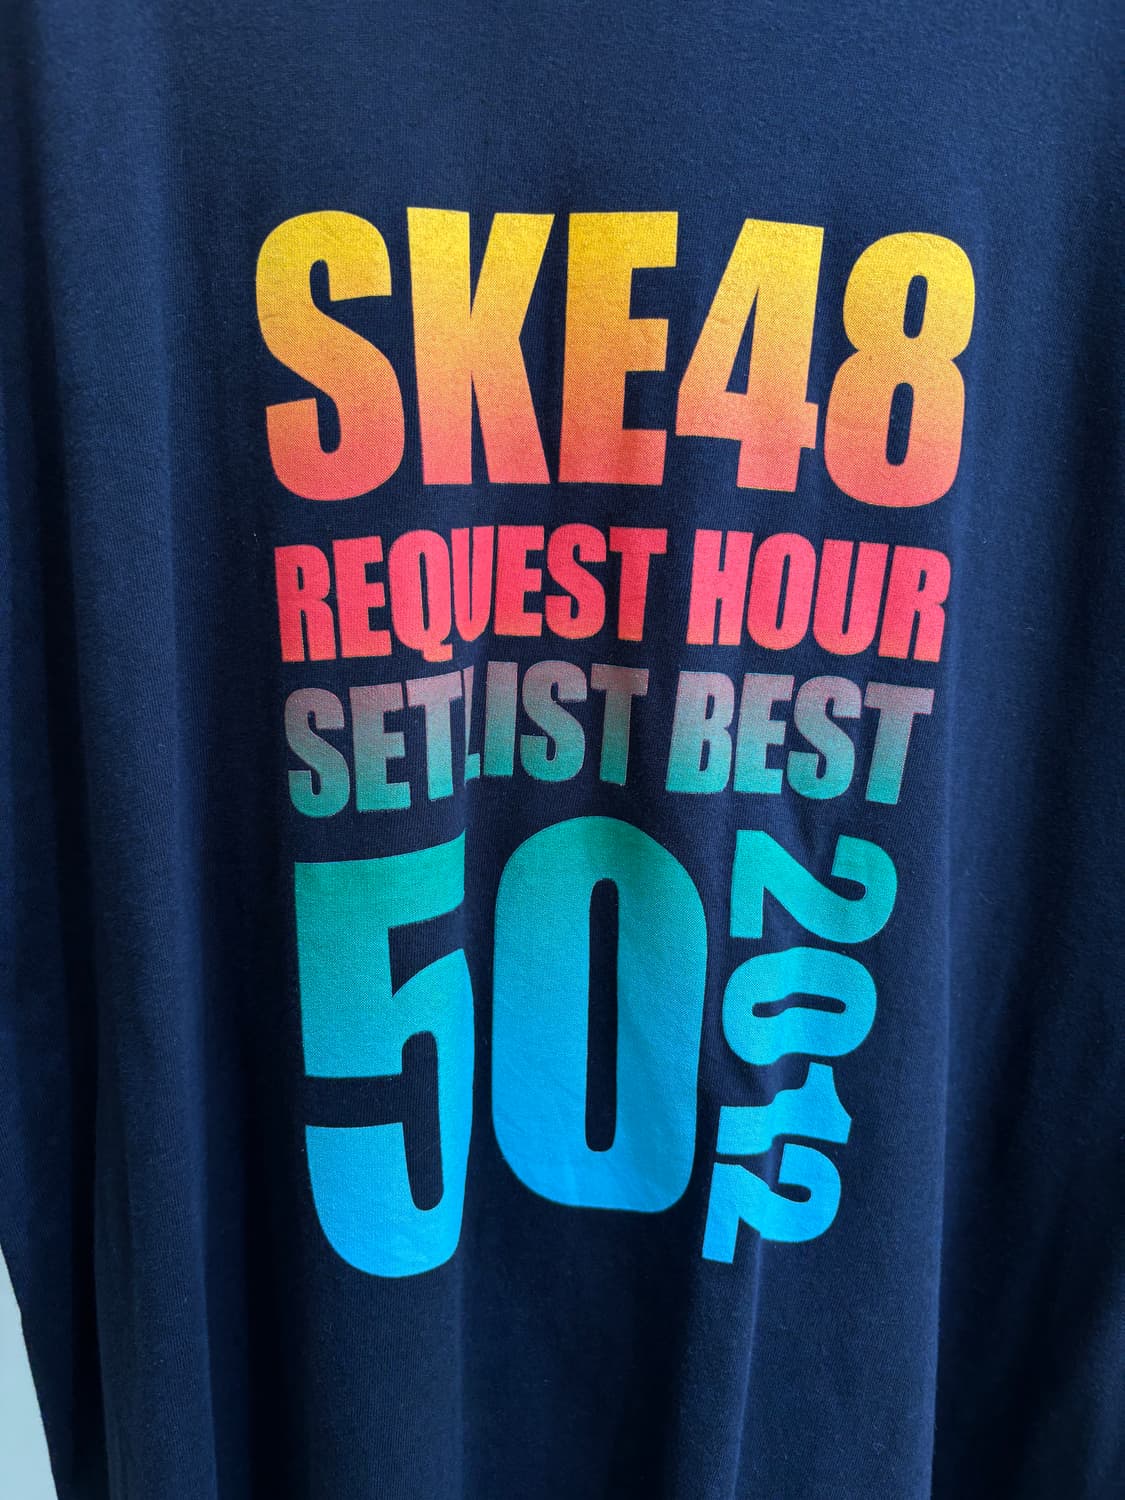 SKE48
REQUEST HOUR
SETLIST BEST
50
2012